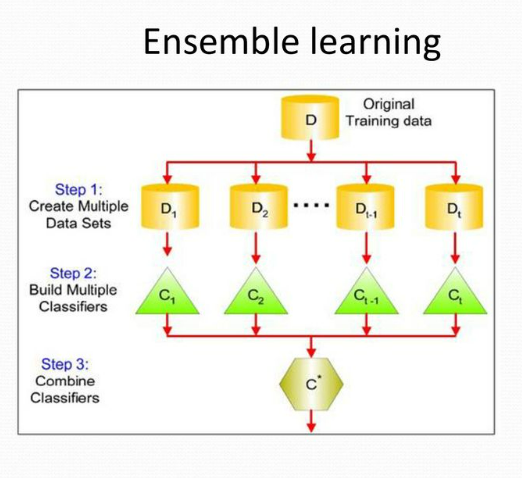 Ensemble learning
Original
Training data
D
Step 1:
Create Multiple
Data Sets
D1
D2
....
Dt-1
Dt
Step 2:
Build Multiple
Classifiers
C1
C2
Ct -1
Ct
Step 3:
Combine
Classifiers
C*